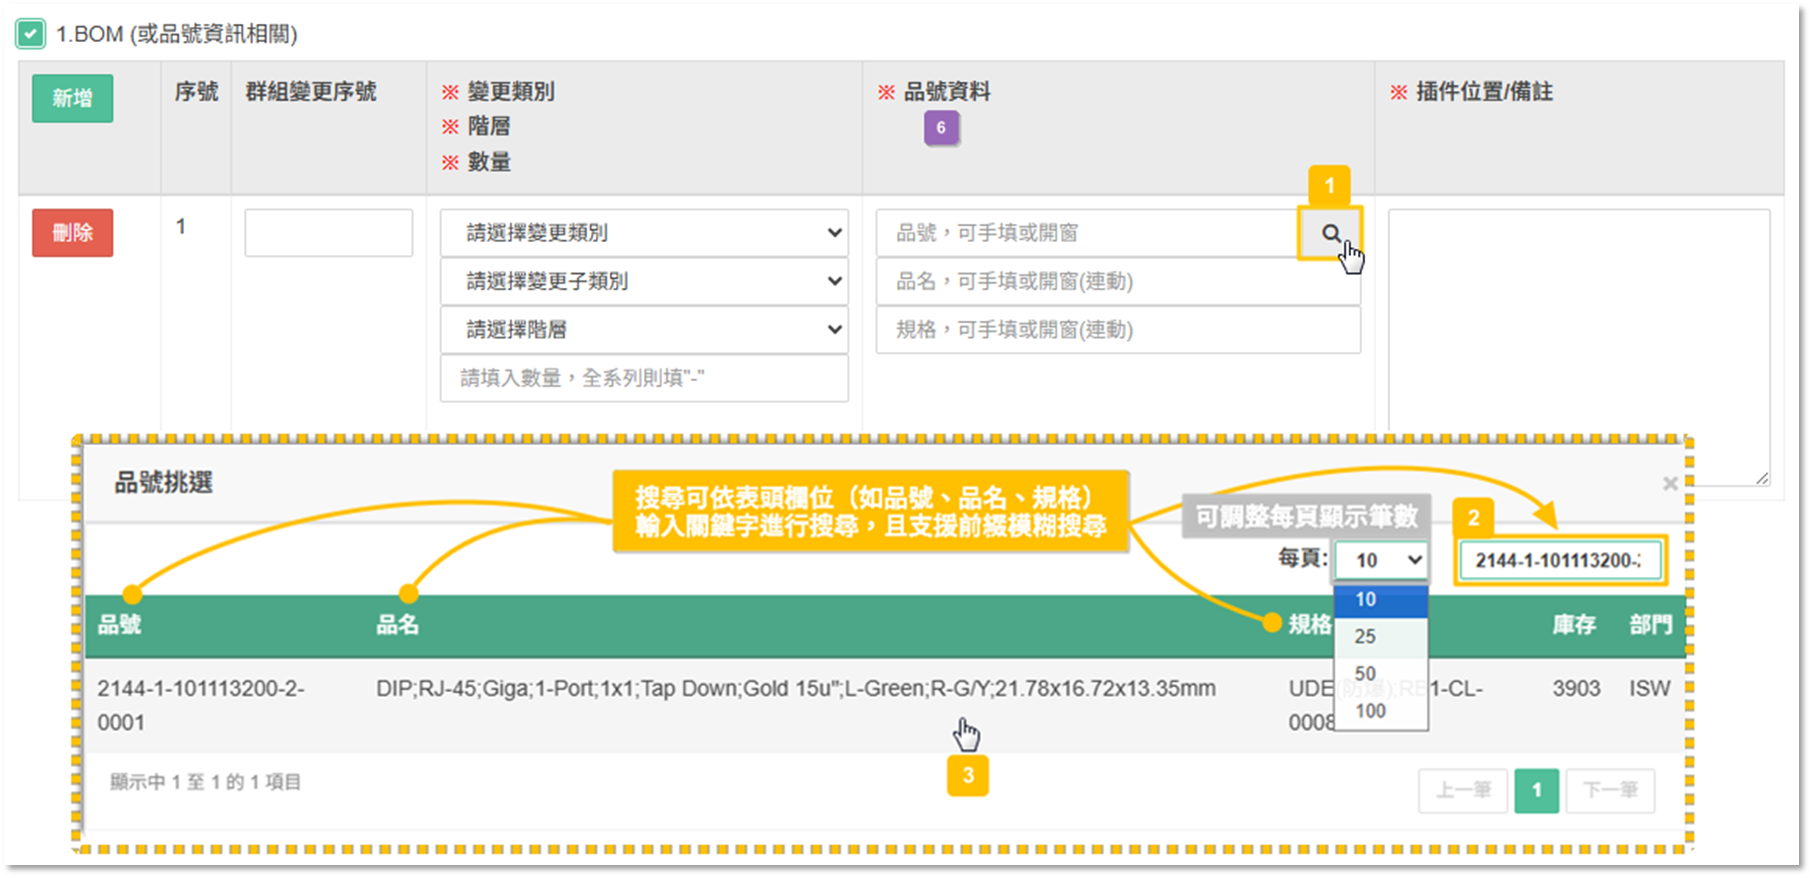 1.BOM (或品號資訊相關)
新增
序號
群組變更序號
※ 變更類別
※ 階層
※ 數量
※ 品號資料
6
※ 插件位置/備註
1
刪除
1
請選擇變更類別
請選擇變更子類別
請選擇階層
請填入數量，全系列則填"-"
品號，可手填或開窗
品名，可手填或開窗(連動)
規格，可手填或開窗(連動)
品號挑選
×
搜尋可依表頭欄位（如品號、品名、規格）
輸入關鍵字進行搜尋，且支援前綴模糊搜尋
可調整每頁顯示筆數
2
每頁:
10
2144-1-101113200-
10
25
50
100
品號
品名
規格
庫存
部門
2144-1-101113200-2-
0001
DIP;RJ-45;Giga;1-Port;1x1;Tap Down;Gold 15u";L-Green;R-G/Y;21.78x16.72x13.35mm
UDE(防爆);RB1-CL-
0008
3903
ISW
3
顯示中 1 至 1 的 1 項目
上一筆
1
下一筆